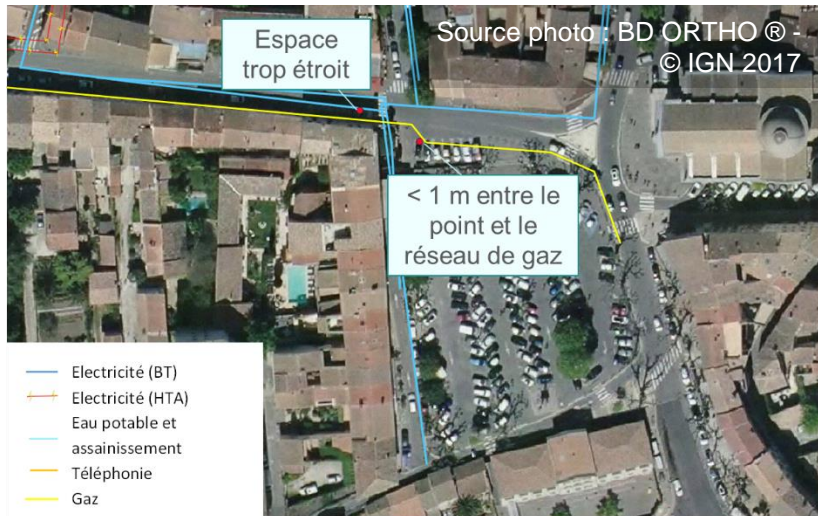 Source photo : BD ORTHO ® -
© IGN 2017
Espace
trop étroit
< 1 m entre le
point et le
réseau de gaz
Electricité (BT)
Electricité (HTA)
Eau potable et
assainissement
Téléphonie
Gaz